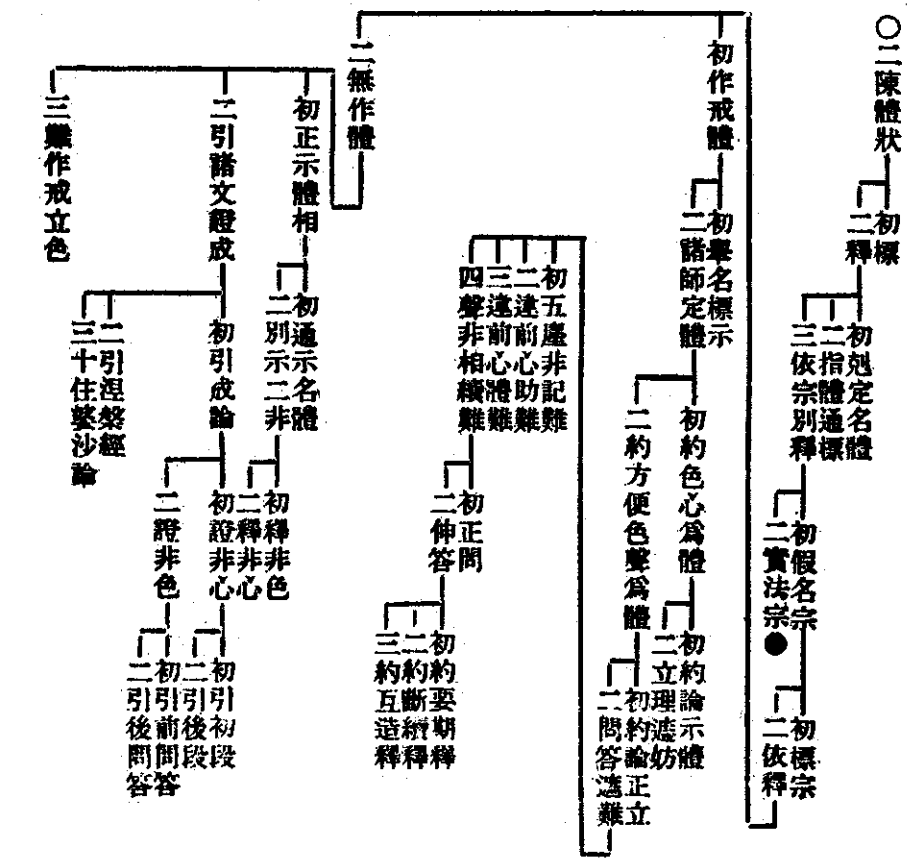 ○二陳體狀
初標
二釋
初剋定名體
二指體通標
三依宗別釋
初假名宗
二實法宗●
初標宗
二依釋
初作戒體
初舉名標示
二諸師定體
初約色心爲體
初約論示體
二立理遮妨
二約方便色聲爲體
初約論正立
二問答遣難
初五塵非記難
二違前心助難
三違前心體難
四聲非相續難
初正問
二伸答
初約要期釋
二約斷續釋
三約互造釋
二無作體
初正示體相
初通示名體
二別示二非
初釋非色
二釋非心
二引諸文證成
初引成論
初證非心
初引初段
二引後段
二證非色
初引前問答
二引後問答
二引涅槃經
三十住婆沙論
三難作戒立色